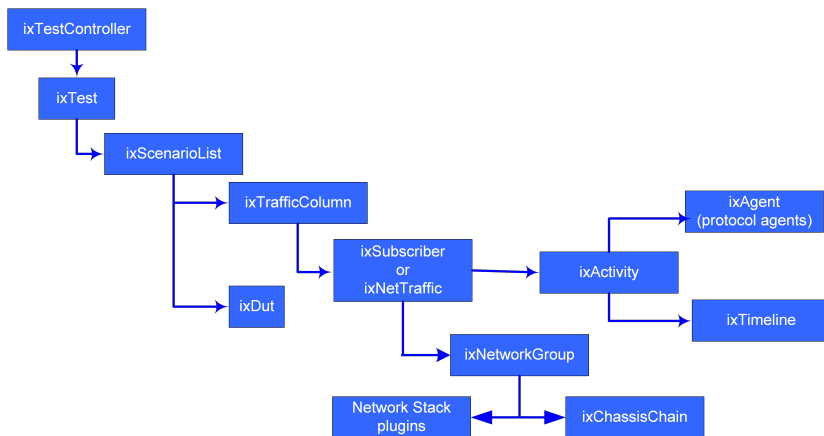 ixTestController
ixTest
ixScenarioList
ixTrafficColumn
ixAgent
(protocol agents)
ixSubscriber
or
ixNetTraffic
ixActivity
ixDut
ixTimeline
ixNetworkGroup
Network Stack
plugins
ixChassisChain